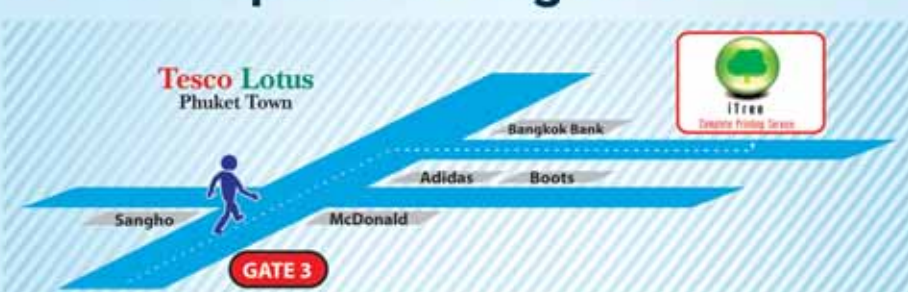 Tesco Lotus
Phuket Town
iTree
Complete Printing Service
Bangkok Bank
Adidas
Boots
Sangho
McDonald
GATE 3